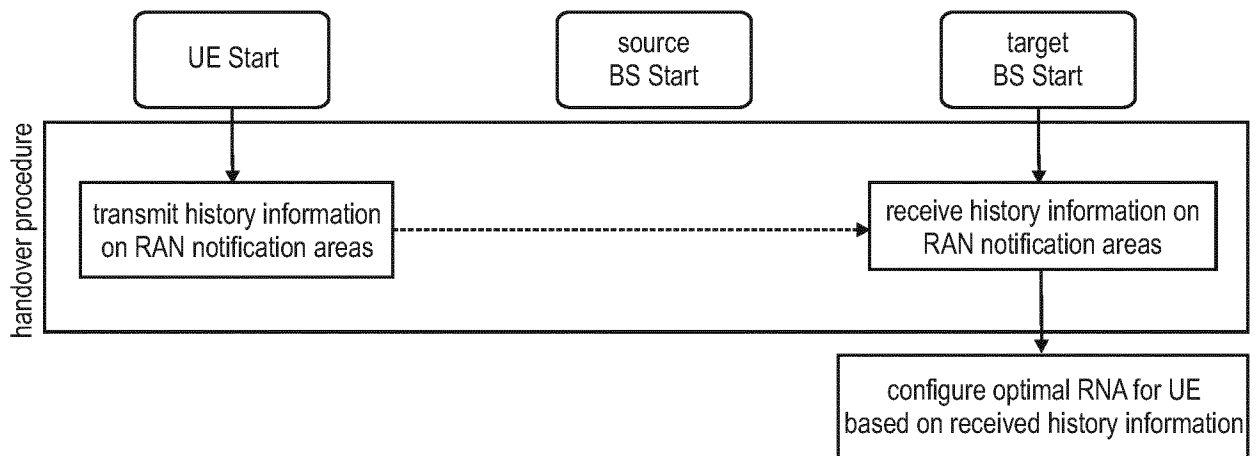 UE Start
source
BS Start
target
BS Start
handover procedure
transmit history information
on RAN notification areas
receive history information on
RAN notification areas
configure optimal RNA for UE
based on received history information